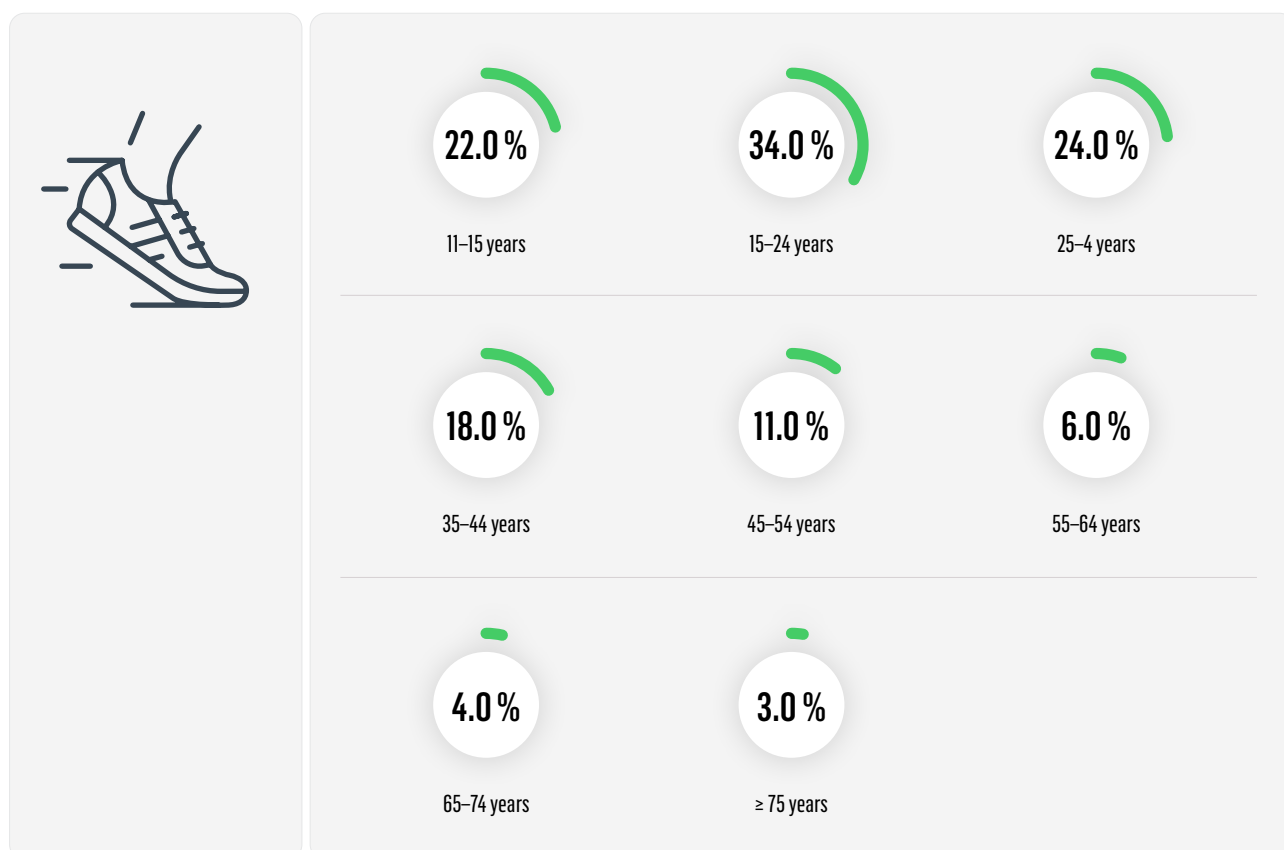 22.0 %
34.0 %
24.0 %
11–15 years
15–24 years
25–4 years
18.0 %
11.0 %
6.0 %
35–44 years
45–54 years
55–64 years
4.0 %
3.0 %
65–74 years
≥ 75 years